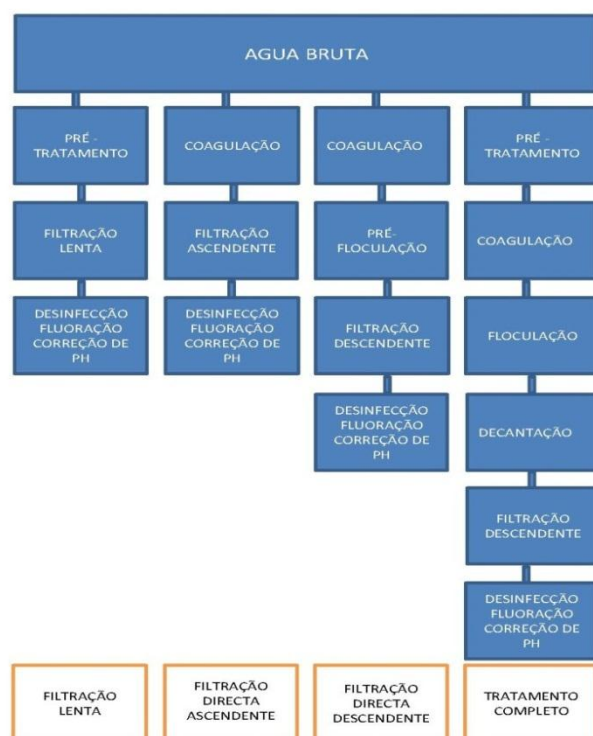 AGUA BRUTA
PRÉ -
TRATAMENTO
FILTRAÇÃO
LENTA
DESINFECÇÃO
FLUORAÇÃO
CORREÇÃO DE
PH
COAGULAÇÃO
FILTRAÇÃO
ASCENDENTE
DESINFECÇÃO
FLUORAÇÃO
CORREÇÃO DE
PH
COAGULAÇÃO
PRÉ-
FLOCULAÇÃO
FILTRAÇÃO
DESCENDENTE
DESINFECÇÃO
FLUORAÇÃO
CORREÇÃO DE
PH
PRÉ -
TRATAMENTO
COAGULAÇÃO
FLOCULAÇÃO
DECANTAÇÃO
FILTRAÇÃO
DESCENDENTE
DESINFECÇÃO
FLUORAÇÃO
CORREÇÃO DE
PH
FILTRAÇÃO
LENTA
FILTRAÇÃO
DIRECTA
ASCENDENTE
FILTRAÇÃO
DIRECTA
DESCENDENTE
TRATAMENTO
COMPLETO